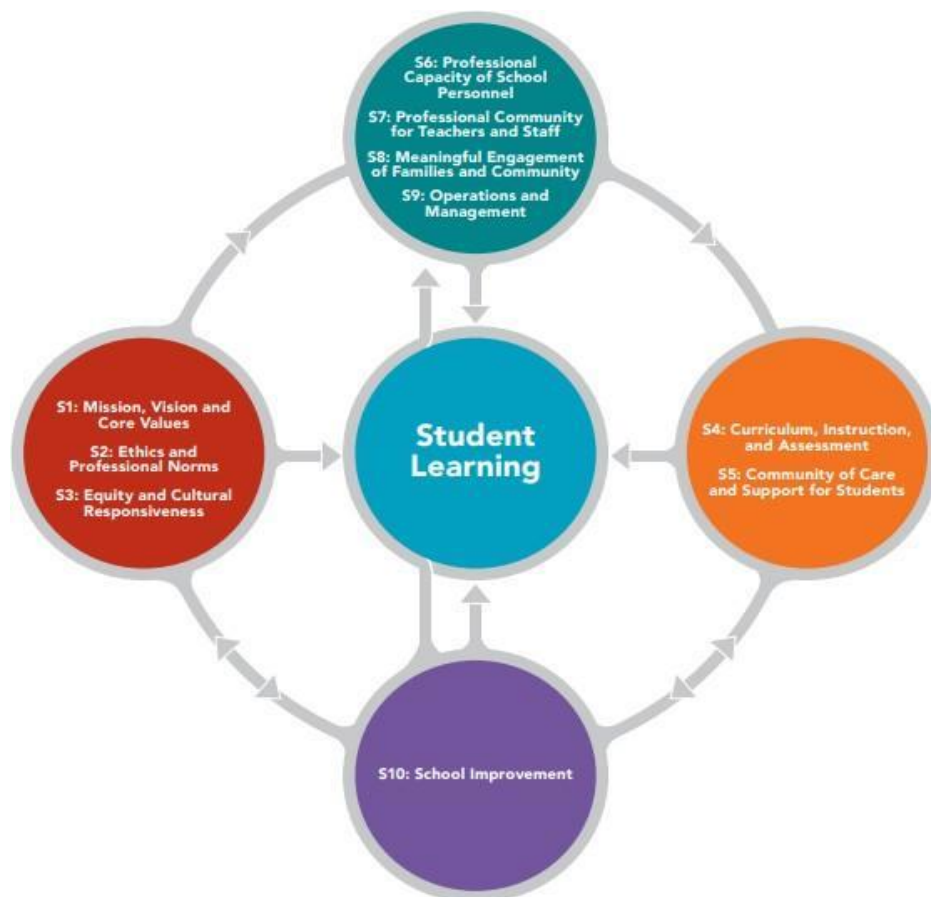 S6: Professional
Capacity of School
Personnel
S7: Professional Community
for Teachers and Staff
S8: Meaningful Engagement
of Families and Community
S9: Operations and
Management
S1: Mission, Vision and
Core Values
S2: Ethics and
Professional Norms
S3: Equity and Cultural
Responsiveness
Student
Learning
S4: Curriculum, Instruction,
and Assessment
S5: Community of Care
and Support for Students
S10: School Improvement